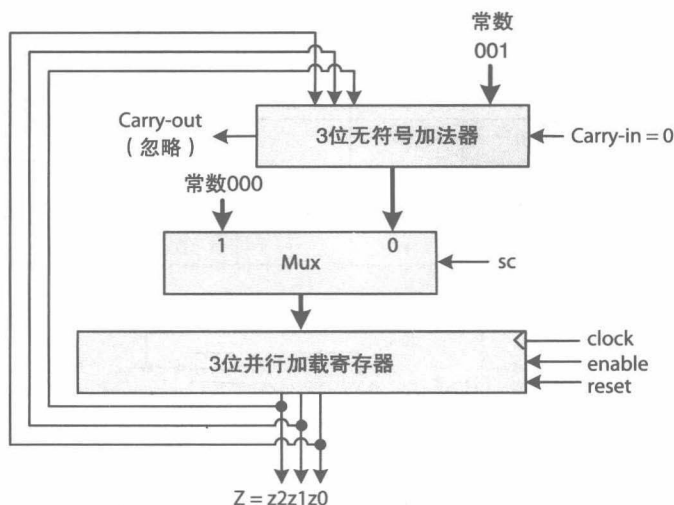 常数
001
Carry-out
（忽略）
3位无符号加法器
Carry-in = 0
常数000
1
0
Mux
sc
3位并行加载寄存器
clock
enable
reset
Z = z2z1z0